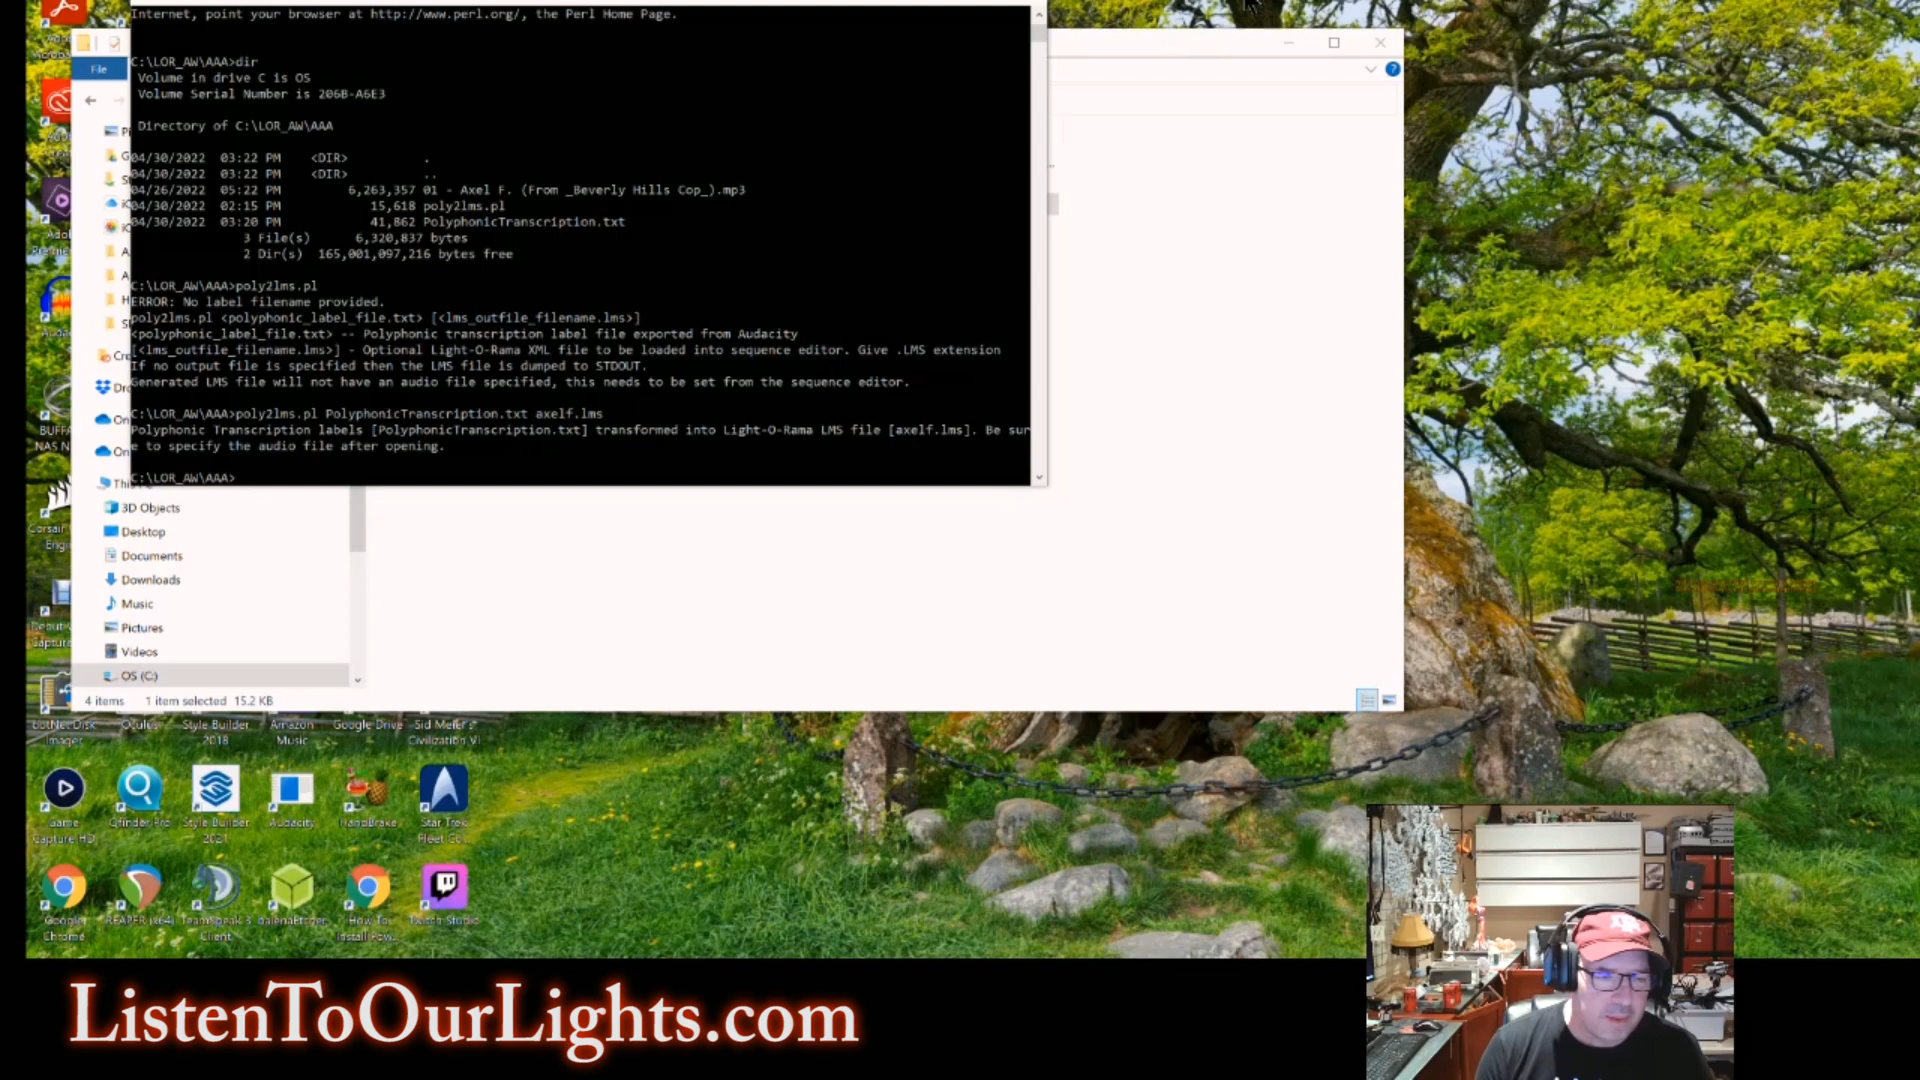 Internet, point your browser at http://www.perl.org/, the Perl Home Page.
C:\LOR_AW\AAA>dir
Volume in drive C is OS
Volume Serial Number is 206B-A6E3
Directory of C:\LOR_AW\AAA
04/30/2022 03:22 PM <DIR> .
04/30/2022 03:22 PM <DIR> ..
04/26/2022 05:22 PM 6,263,357 01 - Axel F. (From _Beverly Hills Cop_).mp3
04/30/2022 02:15 PM 15,618 poly2lms.pl
04/30/2022 03:20 PM 41,862 PolyphonicTranscription.txt
3 File(s) 6,320,837 bytes
2 Dir(s) 165,001,097,216 bytes free
C:\LOR_AW\AAA>poly2lms.pl
ERROR: No label filename provided.
poly2lms.pl <polyphonic_label_file.txt> [<lms_outfile_filename.lms>]
<polyphonic_label_file.txt> -- Polyphonic transcription label file exported from Audacity
[<lms_outfile_filename.lms>] - Optional Light-O-Rama XML file to be loaded into sequence editor. Give .LMS extension
If no output file is specified then the LMS file is dumped to STDOUT.
Generated LMS file will not have an audio file specified, this needs to be set from the sequence editor.
C:\LOR_AW\AAA>poly2lms.pl PolyphonicTranscription.txt axelf.lms
Polyphonic Transcription labels [PolyphonicTranscription.txt] transformed into Light-O-Rama LMS file [axelf.lms]. Be sur
e to specify the audio file after opening.
C:\LOR_AW\AAA>
File
3D Objects
Desktop
Documents
Downloads
Music
Pictures
Videos
OS (C:)
4 items 1 item selected 15.2 KB
Oculus
Style Builder
2018
Amazon
Music
Google Drive
Sid Meier's
Civilization VI
Game
Capture HD
Qfinder Pro
Style Builder
2021
Audacity
HandBrake
Star Trek
Fleet Co...
Google
Chrome
REAPER (x64)
TeamSpeak 3
Client
balenaEtcher
How To
Install Pow...
Twitch Studio
ListenToOurLights.com